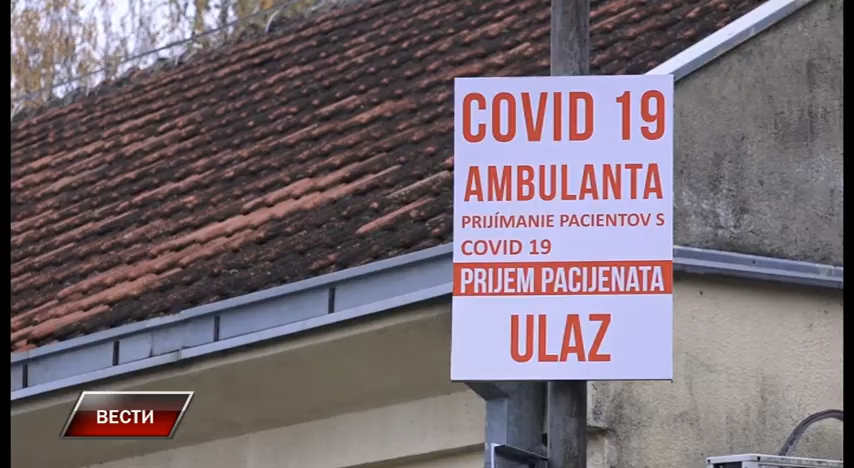 COVID 19
AMBULANTA
PRIJÍMANIE PACIENTOV S
COVID 19
PRIJEM PACIJENATA
ULAZ
ВЕСТИ